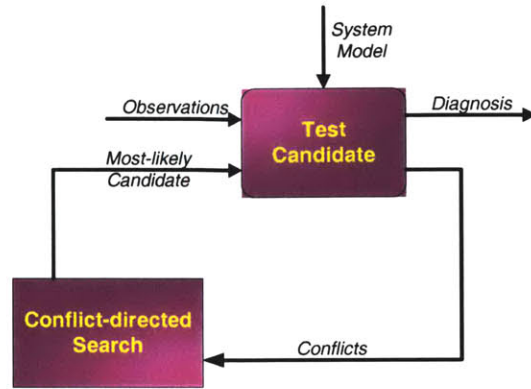 System
Model
Observations
Diagnosis
Test
Candidate
Most-likely
Candidate
Conflict-directed
Search
Conflicts